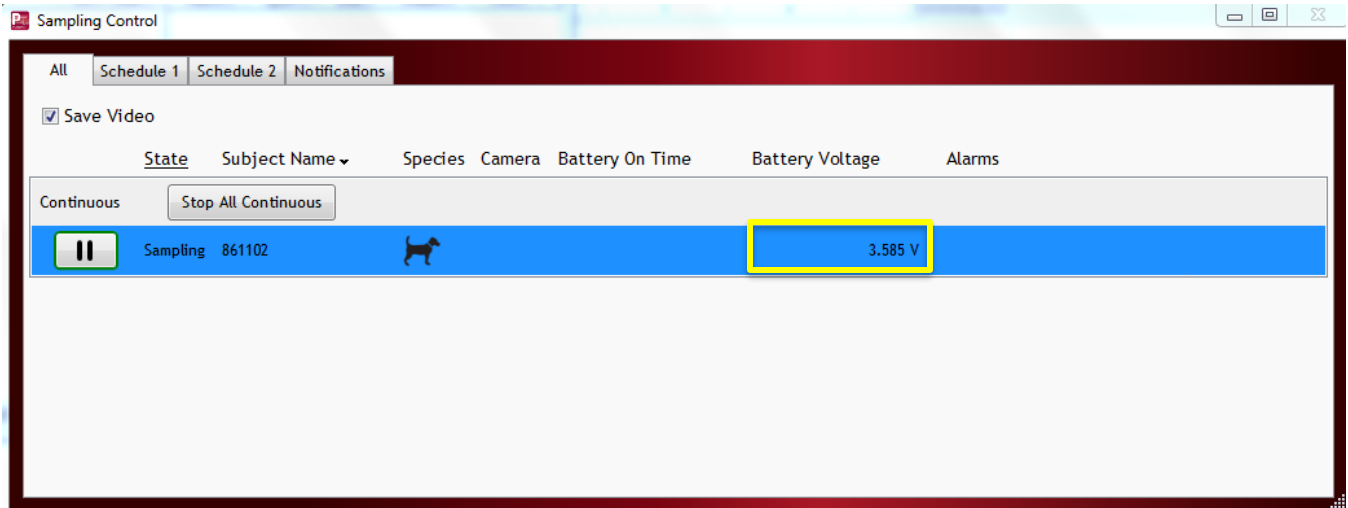 Sampling Control
All Schedule 1 Schedule 2 Notifications
Save Video
State Subject Name Species Camera Battery On Time Battery Voltage Alarms
Continuous Stop All Continuous
Sampling 861102 3.585 V